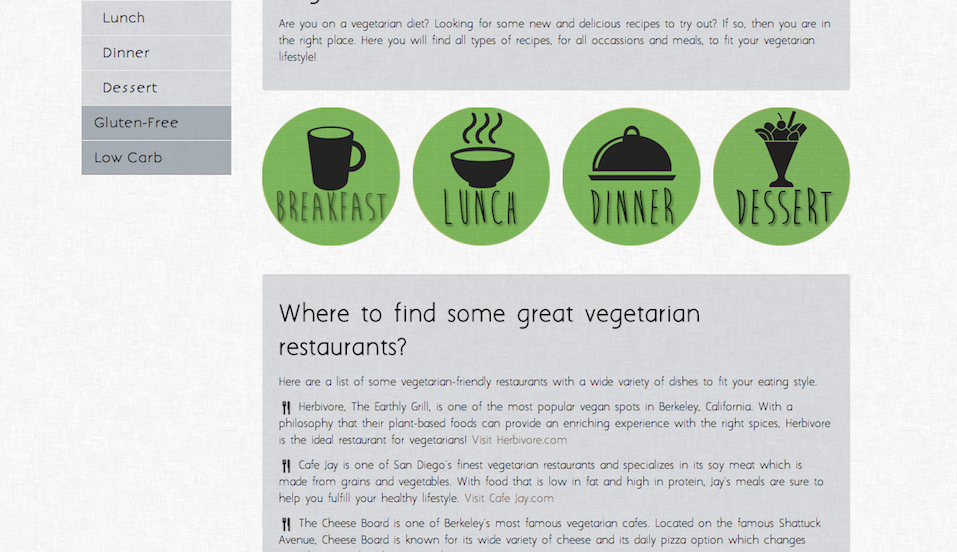 Lunch
Dinner
Dessert
Gluten-Free
Low Carb
Are you on a vegetarian diet? Looking for some new and delicious recipes to try out? If so, then you are in
the right place. Here you will find all types of recipes, for all occassions and meals, to fit your vegetarian
lifestyle!
BREAKFAST
LUNCH
DINNER
DESSERT
Where to find some great vegetarian
restaurants?
Here are a list of some vegetarian-friendly restaurants with a wide variety of dishes to fit your eating style.
Herbivore, The Earthly Grill, is one of the most popular vegan spots in Berkeley, California. With a
philosophy that their plant-based foods can provide an enriching experience with the right spices, Herbivore
is the ideal restaurant for vegetarians! Visit Herbivore.com
Cafe Jay is one of San Diego's finest vegetarian restaurants and specializes in its soy meat which is
made from grains and vegetables. With food that is low in fat and high in protein, Jay's meals are sure to
help you fulfill your healthy lifestyle. Visit Cafe Jay.com
The Cheese Board is one of Berkeley's most famous vegetarian cafes. Located on the famous Shattuck
Avenue, Cheese Board is known for its wide variety of cheese and its daily pizza option which changes